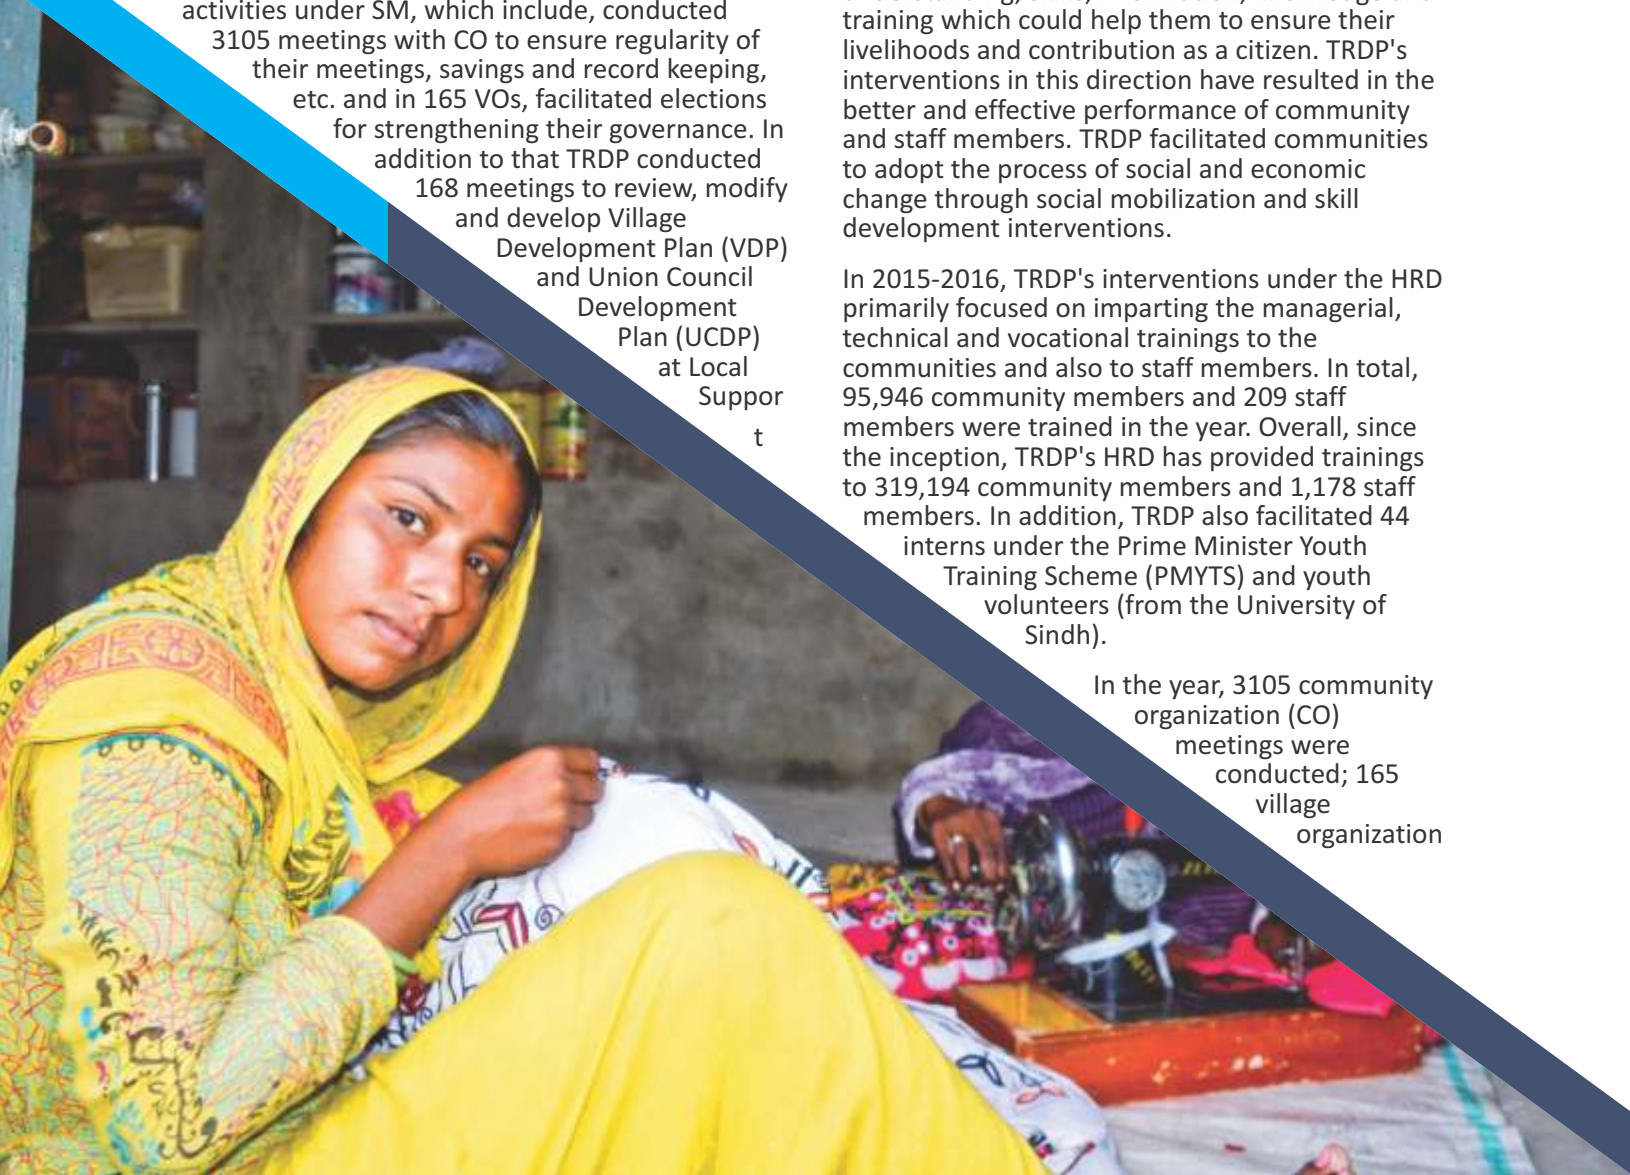 activities under SM, which include, conducted
3105 meetings with CO to ensure regularity of
their meetings, savings and record keeping,
etc. and in 165 VOs, facilitated elections
for strengthening their governance. In
addition to that TRDP conducted
168 meetings to review, modify
and develop Village
Development Plan (VDP)
and Union Council
Development
Plan (UCDP)
at Local
Suppor
t
training which could help them to ensure their
livelihoods and contribution as a citizen. TRDP's
interventions in this direction have resulted in the
better and effective performance of community
and staff members. TRDP facilitated communities
to adopt the process of social and economic
change through social mobilization and skill
development interventions.
In 2015-2016, TRDP's interventions under the HRD
primarily focused on imparting the managerial,
technical and vocational trainings to the
communities and also to staff members. In total,
95,946 community members and 209 staff
members were trained in the year. Overall, since
the inception, TRDP's HRD has provided trainings
to 319,194 community members and 1,178 staff
members. In addition, TRDP also facilitated 44
interns under the Prime Minister Youth
Training Scheme (PMYTS) and youth
volunteers (from the University of
Sindh).
In the year, 3105 community
organization (CO)
meetings were
conducted; 165
village
organization